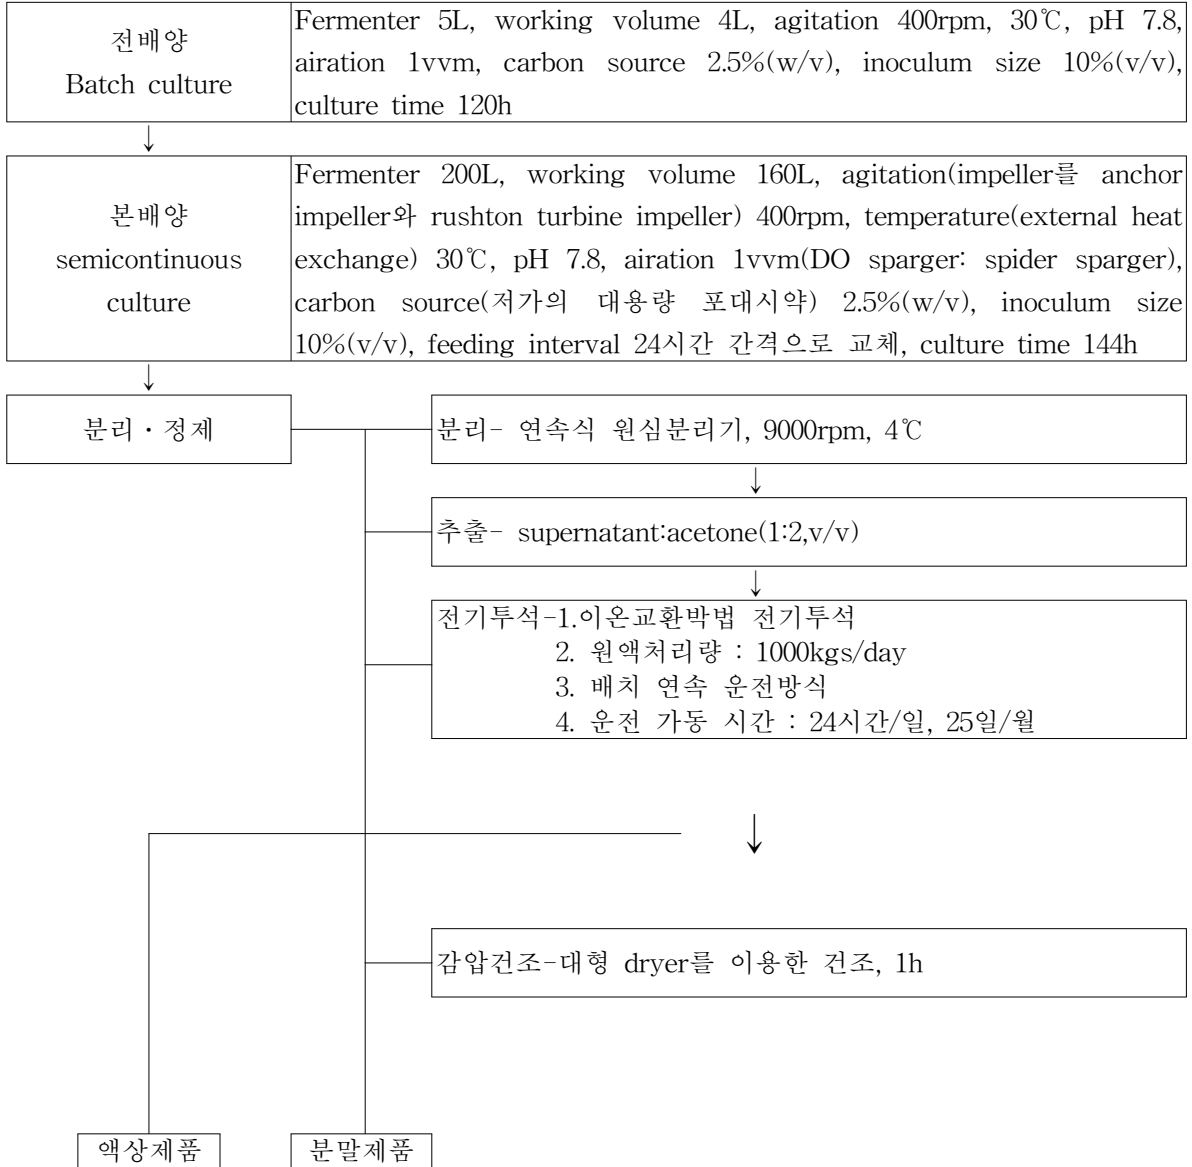 전배양
Batch culture
Fermenter 5L, working volume 4L, agitation 400rpm, 30℃, pH 7.8,
airation 1vvm, carbon source 2.5%(w/v), inoculum size 10%(v/v),
culture time 120h
↓
본배양
semicontinuous
culture
Fermenter 200L, working volume 160L, agitation(impeller를 anchor
impeller와 rushton turbine impeller) 400rpm, temperature(external heat
exchange) 30℃, pH 7.8, airation 1vvm(DO sparger: spider sparger),
carbon source(저가의 대용량 포대시약) 2.5%(w/v), inoculum size
10%(v/v), feeding interval 24시간 간격으로 교체, culture time 144h
↓
분리・정제
분리- 연속식 원심분리기, 9000rpm, 4℃
↓
추출- supernatant:acetone(1:2,v/v)
↓
전기투석-1.이온교환박법 전기투석
2. 원액처리량 : 1000kgs/day
3. 배치 연속 운전방식
4. 운전 가동 시간 : 24시간/일, 25일/월
↓
감압건조-대형 dryer를 이용한 건조, 1h
액상제품
분말제품